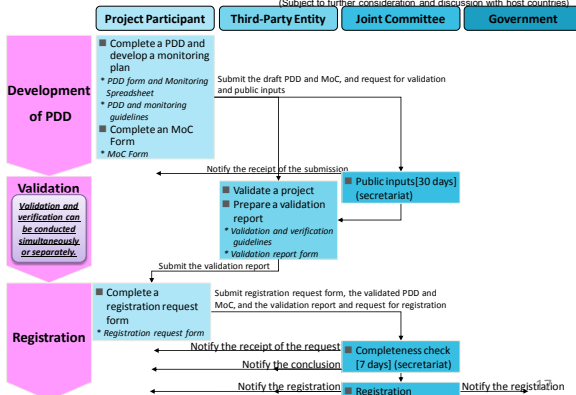 (Subject to further consideration and discussion with host countries)
Project Participant
Third-Party Entity
Joint Committee
Government
Development
of PDD
■ Complete a PDD and
develop a monitoring
plan
* PDD form and Monitoring
Spreadsheet
* PDD and monitoring
guidelines
■ Complete an MoC
Form
* MoC Form
Submit the draft PDD and MoC, and request for validation
and public inputs
Notify the receipt of the submission
Validation
Validation and
verification can
be conducted
simultaneously
or separately.
■ Validate a project
■ Prepare a validation
report
* Validation and verification
guidelines
* Validation report form
■ Public inputs[30 days]
(secretariat)
Submit the validation report
Registration
■ Complete a
registration request
form
* Registration request form
Submit registration request form, the validated PDD and
MoC, and the validation report and request for registration
Notify the receipt of the request
■ Completeness check
[7 days] (secretariat)
Notify the conclusion
Notify the registration
■ Registration
Notify the registration
17